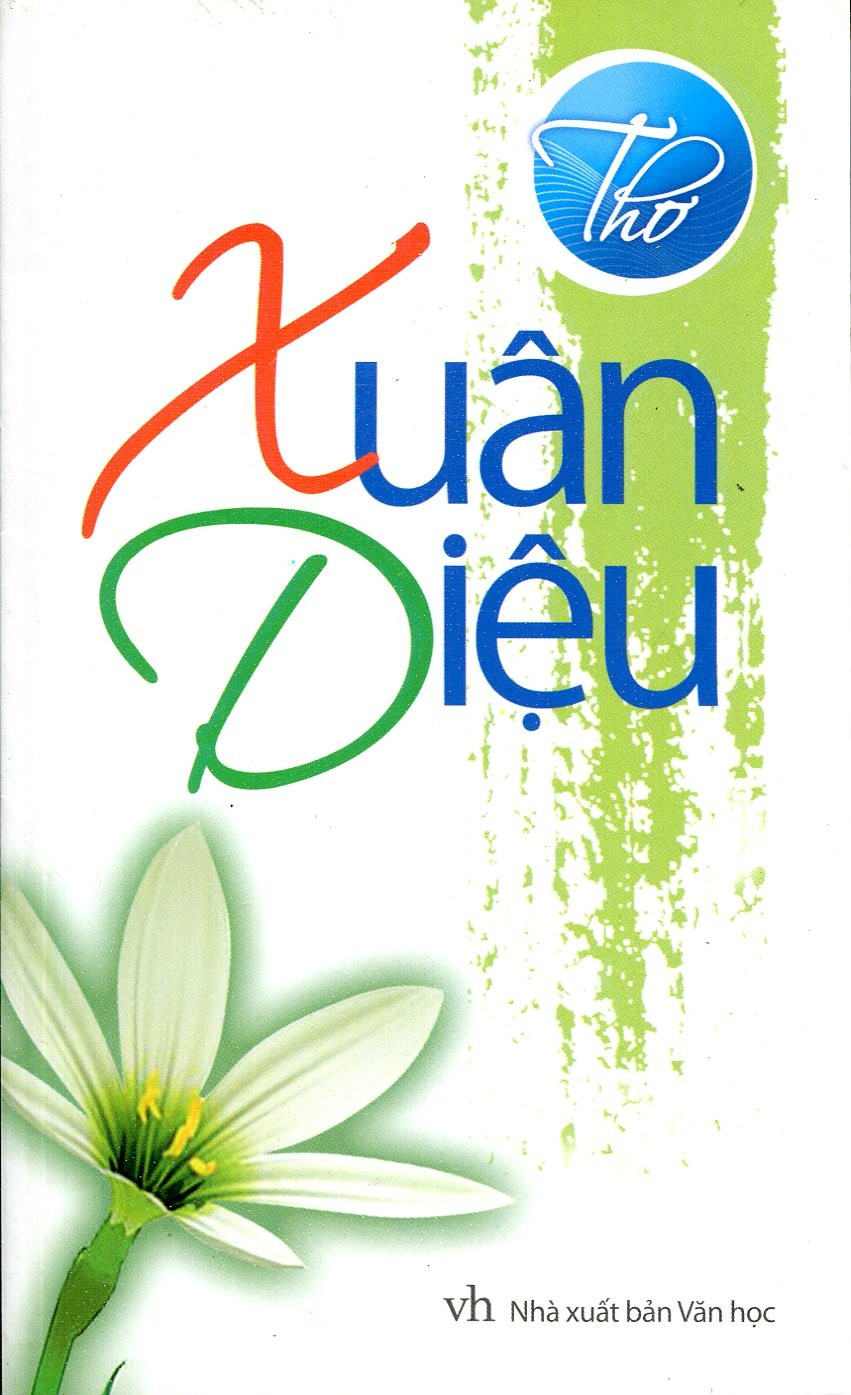 Thơ
Xuân
Diệu
vh Nhà xuất bản Văn học